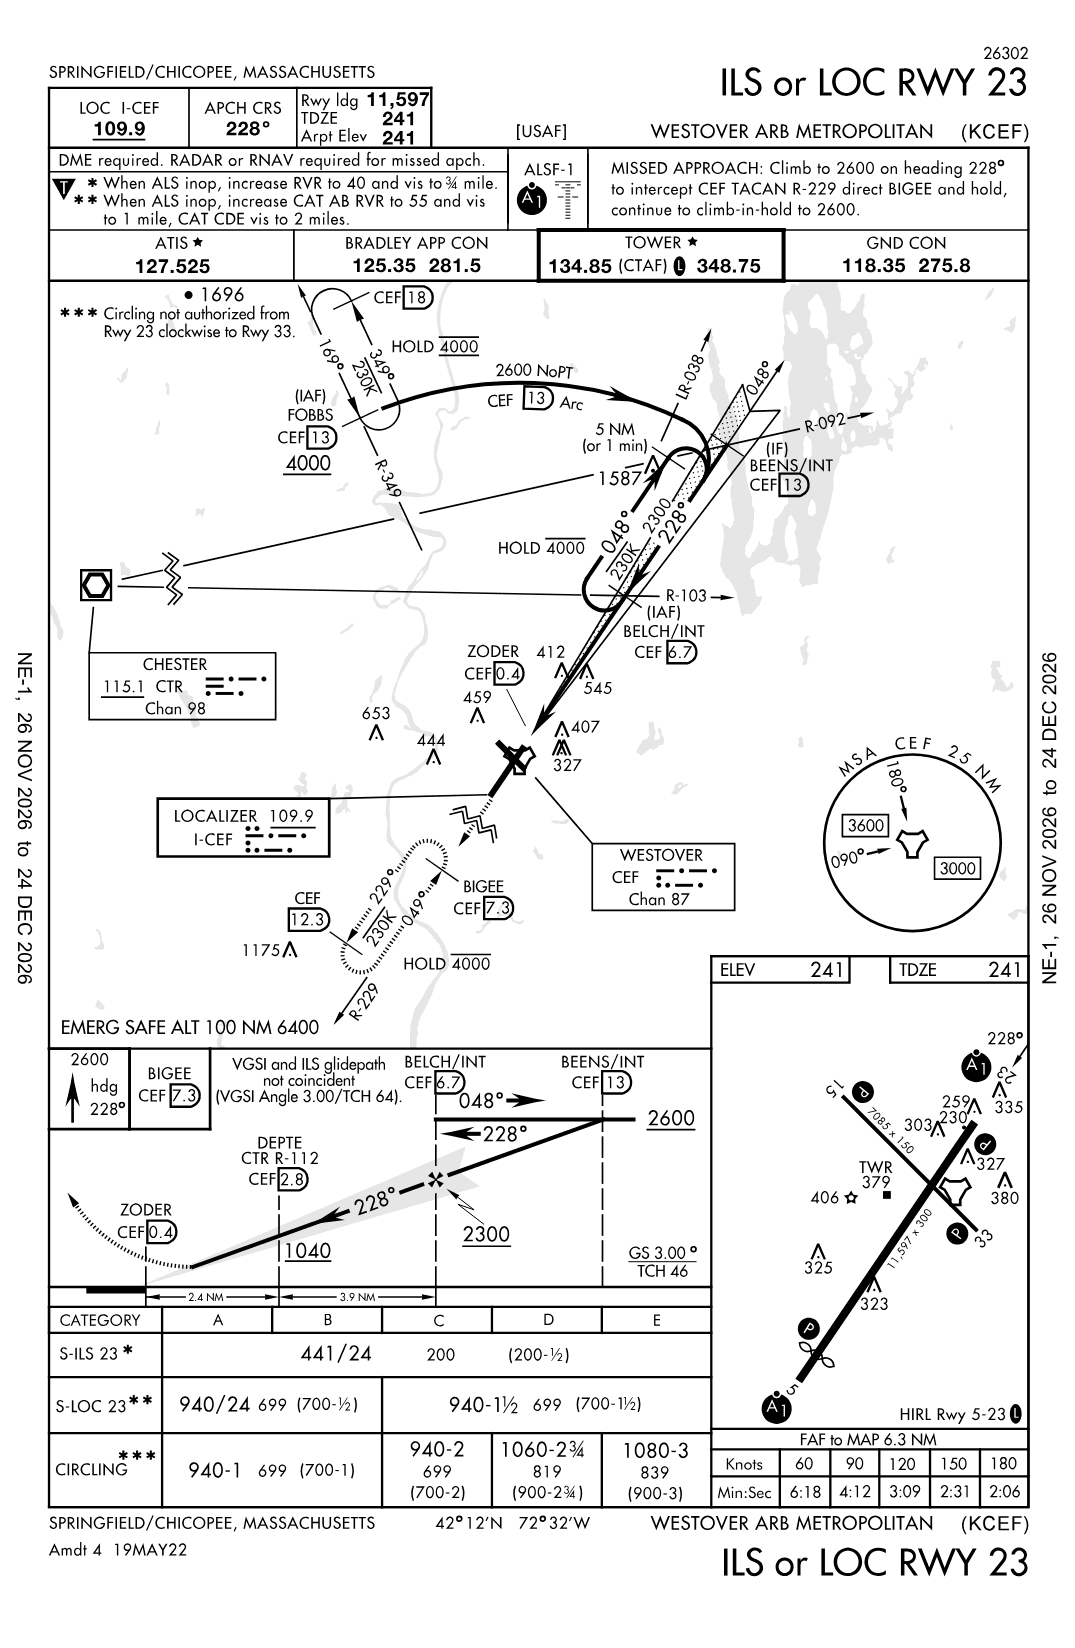 26302
SPRINGFIELD/CHICOPEE, MASSACHUSETTS
ILS or LOC RWY 23
LOC I-CEF
109.9
APCH CRS
228°
Rwy ldg 11,597
TDZE 241
Arpt Elev 241
[USAF]
WESTOVER ARB METROPOLITAN (KCEF)
DME required. RADAR or RNAV required for missed apch.
T * When ALS inop, increase RVR to 40 and vis to ¾ mile.
** When ALS inop, increase CAT AB RVR to 55 and vis
to 1 mile, CAT CDE vis to 2 miles.
ALSF-1
A1
MISSED APPROACH: Climb to 2600 on heading 228°
to intercept CEF TACAN R-229 direct BIGEE and hold,
continue to climb-in-hold to 2600.
ATIS ★
127.525
BRADLEY APP CON
125.35 281.5
TOWER ★
134.85 (CTAF) L 348.75
GND CON
118.35 275.8
1696
*** Circling not authorized from
Rwy 23 clockwise to Rwy 33.
CEF 18
169°
349°
230K
HOLD 4000
(IAF)
FOBBS
CEF 13
4000
R-349
2600 NoPT
CEF 13 Arc
LR-038
048°
R-092
5 NM
(or 1 min)
1587
(IF)
BEENS/INT
CEF 13
048°
2300
228°
230K
HOLD 4000
R-103
(IAF)
BELCH/INT
CEF 6.7
CHESTER
115.1 CTR
Chan 98
ZODER
CEF 0.4
412
545
459
653
444
407
327
LOCALIZER 109.9
I-CEF
WESTOVER
CEF
Chan 87
BIGEE
CEF 7.3
229°
230K
049°
CEF
12.3
1175
HOLD 4000
R-229
MSA CEF 25 NM
180°
3600
090°
3000
EMERG SAFE ALT 100 NM 6400
NE-1, 26 NOV 2026 to 24 DEC 2026
NE-1, 26 NOV 2026 to 24 DEC 2026
2600
hdg
228°
BIGEE
CEF 7.3
VGSI and ILS glidepath
not coincident
(VGSI Angle 3.00/TCH 64).
BELCH/INT
CEF 6.7
BEENS/INT
CEF 13
048°
228°
2600
DEPTE
CTR R-112
CEF 2.8
ZODER
CEF 0.4
228°
1040
2300
GS 3.00°
TCH 46
2.4 NM
3.9 NM
CATEGORY A B C D E
S-ILS 23 * 441/24 200 (200-½)
S-LOC 23 ** 940/24 699 (700-½) 940-1½ 699 (700-1½)
CIRCLING *** 940-1 699 (700-1) 940-2 699 (700-2) 1060-2¾ 819 (900-2¾) 1080-3 839 (900-3)
ELEV 241
TDZE 241
228°
A1
23
335
259
230
303
P
15
7085 x 150
P
327
380
TWR
379
406
P
33
11,597 x 300
325
323
P
5
A1
HIRL Rwy 5-23 L
FAF to MAP 6.3 NM
Knots 60 90 120 150 180
Min:Sec 6:18 4:12 3:09 2:31 2:06
SPRINGFIELD/CHICOPEE, MASSACHUSETTS
42°12'N 72°32'W
WESTOVER ARB METROPOLITAN (KCEF)
Amdt 4 19MAY22
ILS or LOC RWY 23